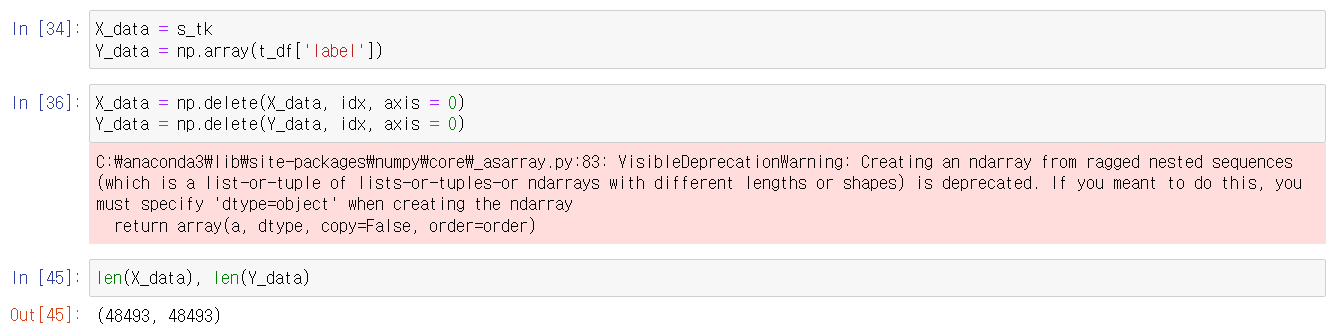 In [34]: X_data = s_tk
Y_data = np.array(t_df['label'])
In [36]: X_data = np.delete(X_data, idx, axis = 0)
Y_data = np.delete(Y_data, idx, axis = 0)
C:₩anaconda3₩lib₩site-packages₩numpy₩core₩_asarray.py:83: VisibleDeprecationWarning: Creating an ndarray from ragged nested sequences
(which is a list-or-tuple of lists-or-tuples-or ndarrays with different lengths or shapes) is deprecated. If you meant to do this, you
must specify 'dtype=object' when creating the ndarray
  return array(a, dtype, copy=False, order=order)
In [45]: len(X_data), len(Y_data)
Out[45]: (48493, 48493)